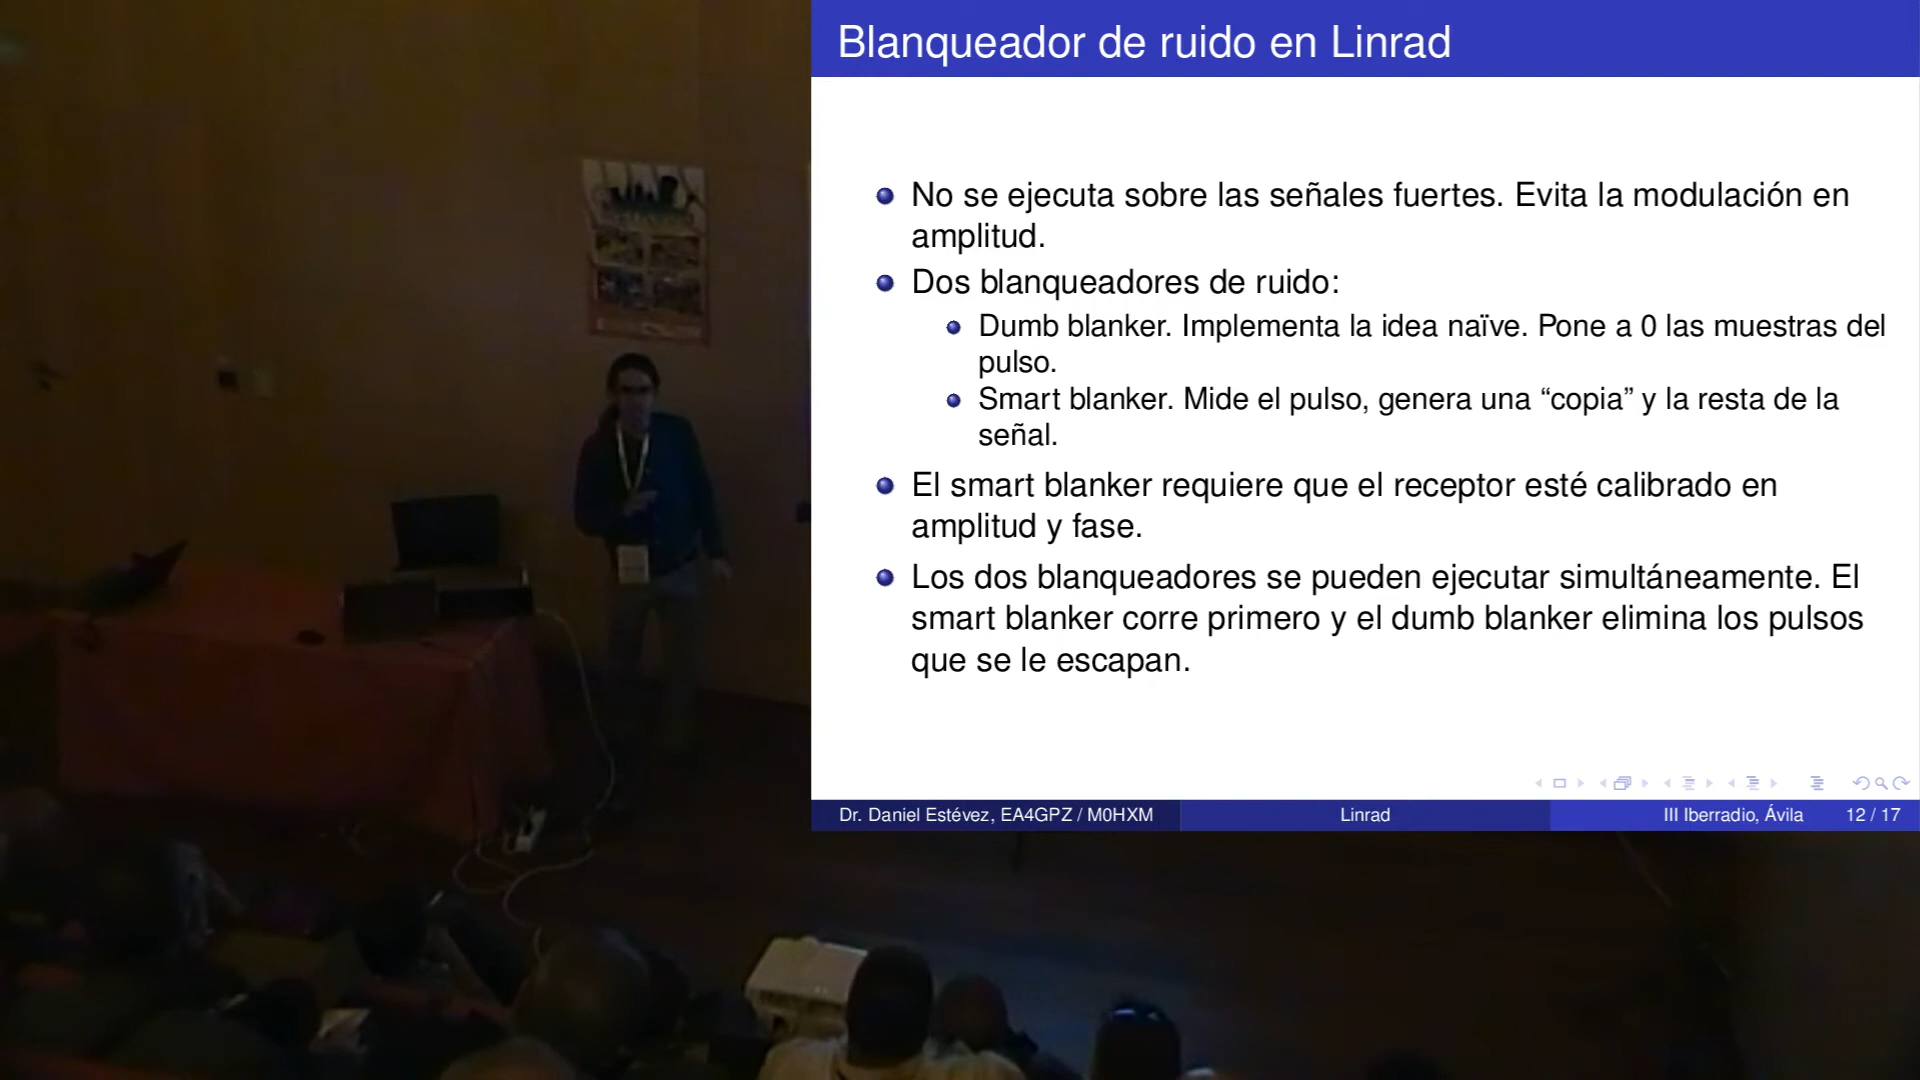 Blanqueador de ruido en Linrad
No se ejecuta sobre las señales fuertes. Evita la modulación en
amplitud.
Dos blanqueadores de ruido:
Dumb blanker. Implementa la idea naïve. Pone a 0 las muestras del
pulso.
Smart blanker. Mide el pulso, genera una “copia” y la resta de la
señal.
El smart blanker requiere que el receptor esté calibrado en
amplitud y fase.
Los dos blanqueadores se pueden ejecutar simultáneamente. El
smart blanker corre primero y el dumb blanker elimina los pulsos
que se le escapan.
Dr. Daniel Estévez, EA4GPZ / M0HXM
Linrad
III Iberradio, Ávila
12 / 17